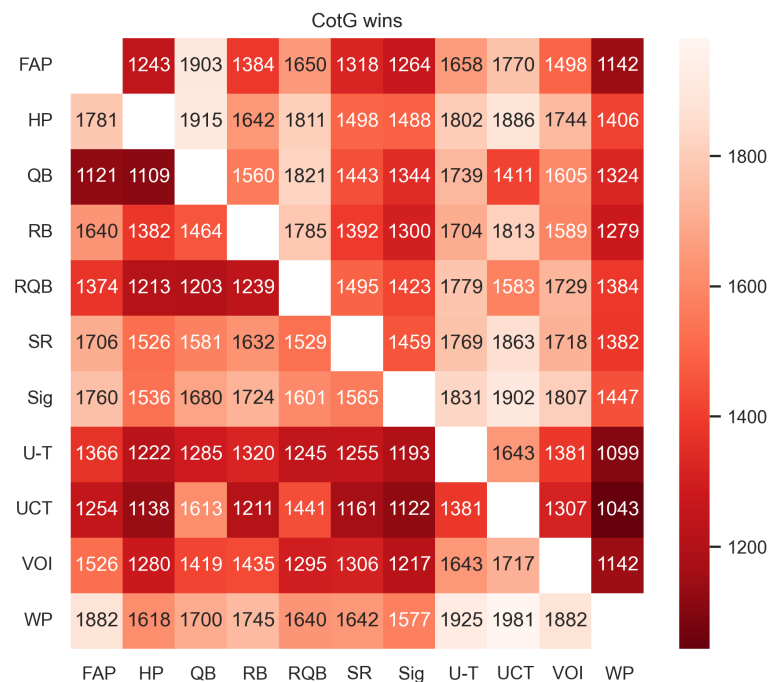 CotG wins
FAP 1243 1903 1384 1650 1318 1264 1658 1770 1498 1142
HP 1781 1915 1642 1811 1498 1488 1802 1886 1744 1406
QB 1121 1109 1560 1821 1443 1344 1739 1411 1605 1324
RB 1640 1382 1464 1785 1392 1300 1704 1813 1589 1279
RQB 1374 1213 1203 1239 1495 1423 1779 1583 1729 1384
SR 1706 1526 1581 1632 1529 1459 1769 1863 1718 1382
Sig 1760 1536 1680 1724 1601 1565 1831 1902 1807 1447
U-T 1366 1222 1285 1320 1245 1255 1193 1643 1381 1099
UCT 1254 1138 1613 1211 1441 1161 1122 1381 1307 1043
VOI 1526 1280 1419 1435 1295 1306 1217 1643 1717 1142
WP 1882 1618 1700 1745 1640 1642 1577 1925 1981 1882
FAP HP QB RB RQB SR Sig U-T UCT VOI WP
1800
1600
1400
1200